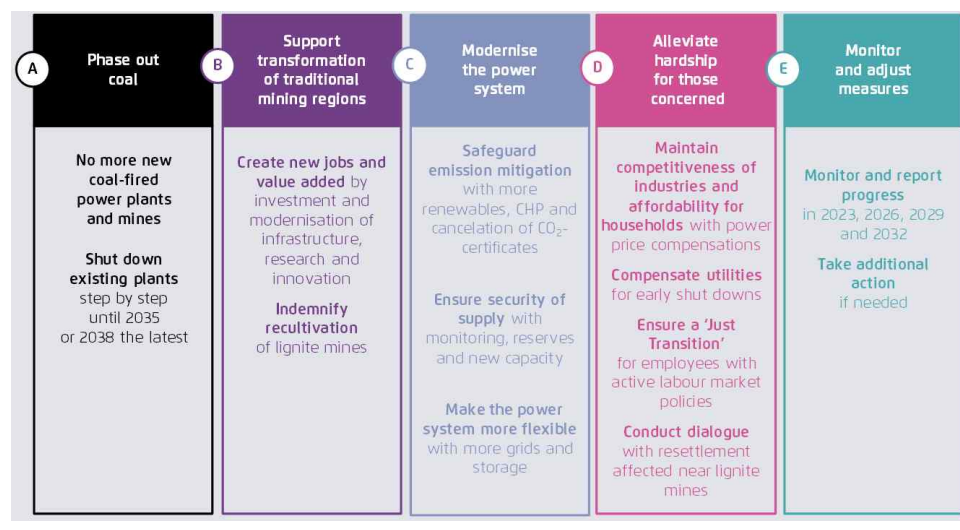 A
Phase out
coal
No more new
coal-fired
power plants
and mines
Shut down
existing plants
step by step
until 2035
or 2038 the latest
B
Support
transformation
of traditional
mining regions
Create new jobs and
value added by
investment and
modernisation of
infrastructure,
research and
innovation
Indemnify
recultivation
of lignite mines
C
Modernise
the power
system
Safeguard
emission mitigation
with more
renewables, CHP and
cancelation of CO₂-
certificates
Ensure security of
supply with
monitoring, reserves
and new capacity
Make the power
system more flexible
with more grids and
storage
D
Alleviate
hardship
for those
concerned
Maintain
competitiveness of
industries and
affordability for
households with power
price compensations
Compensate utilities
for early shut downs
Ensure a ‘Just
Transition’
for employees with
active labour market
policies
Conduct dialogue
with resettlement
affected near lignite
mines
E
Monitor
and adjust
measures
Monitor and report
progress
in 2023, 2026, 2029
and 2032
Take additional
action
if needed